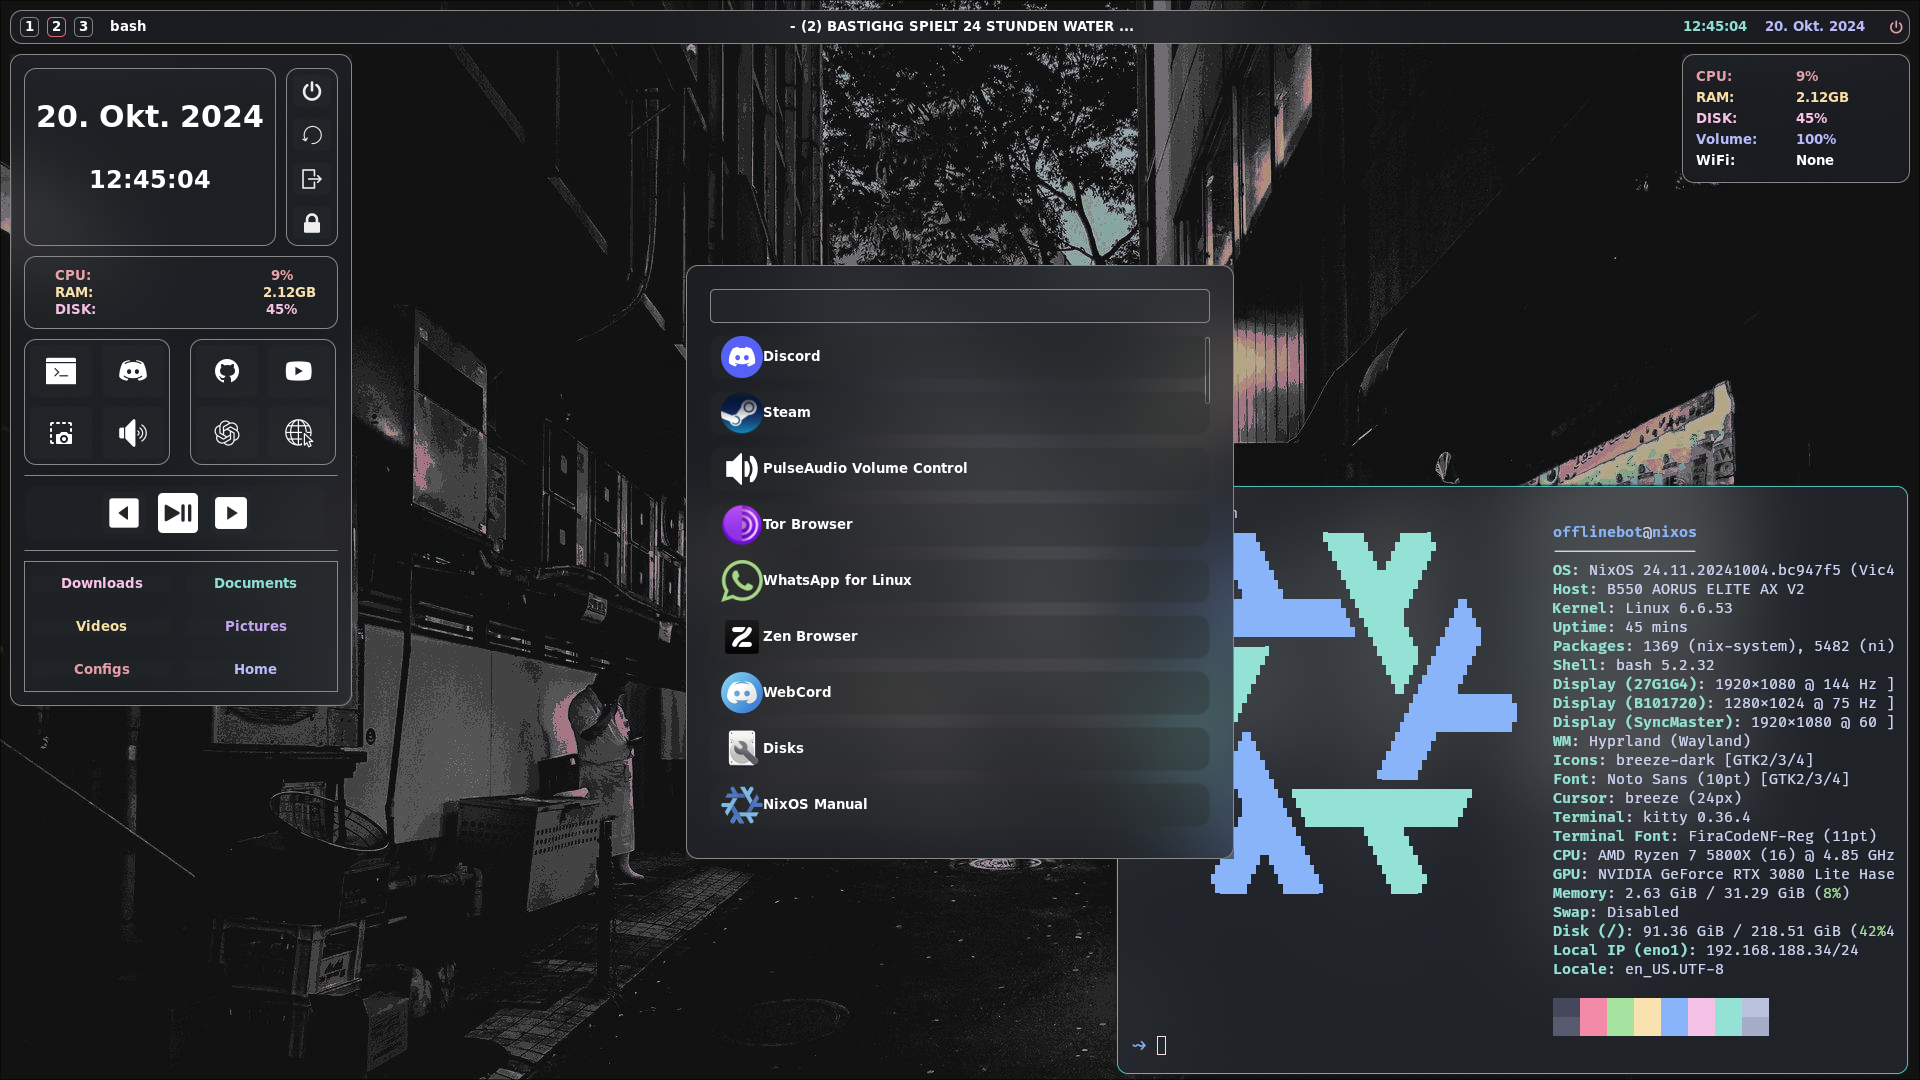 1 2 3 bash
- (2) BASTIGHG SPIELT 24 STUNDEN WATER ...
12:45:04 20. Okt. 2024
20. Okt. 2024
12:45:04
CPU: 9%
RAM: 2.12GB
DISK: 45%
Downloads Documents
Videos Pictures
Configs Home
Discord
Steam
PulseAudio Volume Control
Tor Browser
WhatsApp for Linux
Zen Browser
WebCord
Disks
NixOS Manual
CPU: 9%
RAM: 2.12GB
DISK: 45%
Volume: 100%
WiFi: None
offlinebot@nixos
OS: NixOS 24.11.20241004.bc947f5 (Vic4
Host: B550 AORUS ELITE AX V2
Kernel: Linux 6.6.53
Uptime: 45 mins
Packages: 1369 (nix-system), 5482 (ni)
Shell: bash 5.2.32
Display (27G1G4): 1920×1080 @ 144 Hz ]
Display (B101720): 1280×1024 @ 75 Hz ]
Display (SyncMaster): 1920×1080 @ 60 ]
WM: Hyprland (Wayland)
Icons: breeze-dark [GTK2/3/4]
Font: Noto Sans (10pt) [GTK2/3/4]
Cursor: breeze (24px)
Terminal: kitty 0.36.4
Terminal Font: FiraCodeNF-Reg (11pt)
CPU: AMD Ryzen 7 5800X (16) @ 4.85 GHz
GPU: NVIDIA GeForce RTX 3080 Lite Hase
Memory: 2.63 GiB / 31.29 GiB (8%)
Swap: Disabled
Disk (/): 91.36 GiB / 218.51 GiB (42%4
Local IP (eno1): 192.168.188.34/24
Locale: en_US.UTF-8